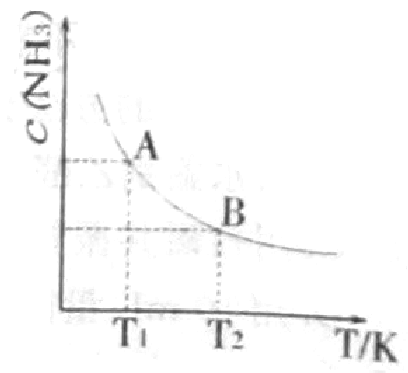 c(NH₃)
A
B
T₁ T₂ T/K